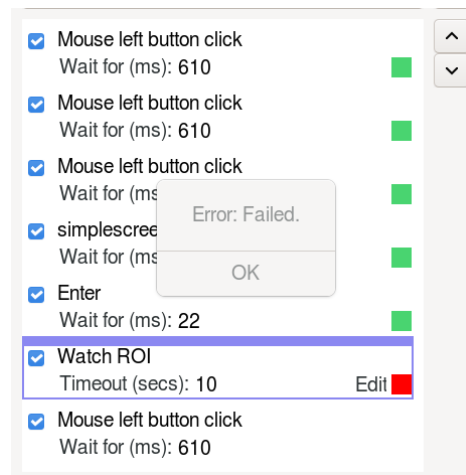 Mouse left button click
Wait for (ms): 610
Mouse left button click
Wait for (ms): 610
Mouse left button click
Wait for (ms
Error: Failed.
simplescree
Wait for (ms
OK
Enter
Wait for (ms): 22
Watch ROI
Timeout (secs): 10 Edit
Mouse left button click
Wait for (ms): 610